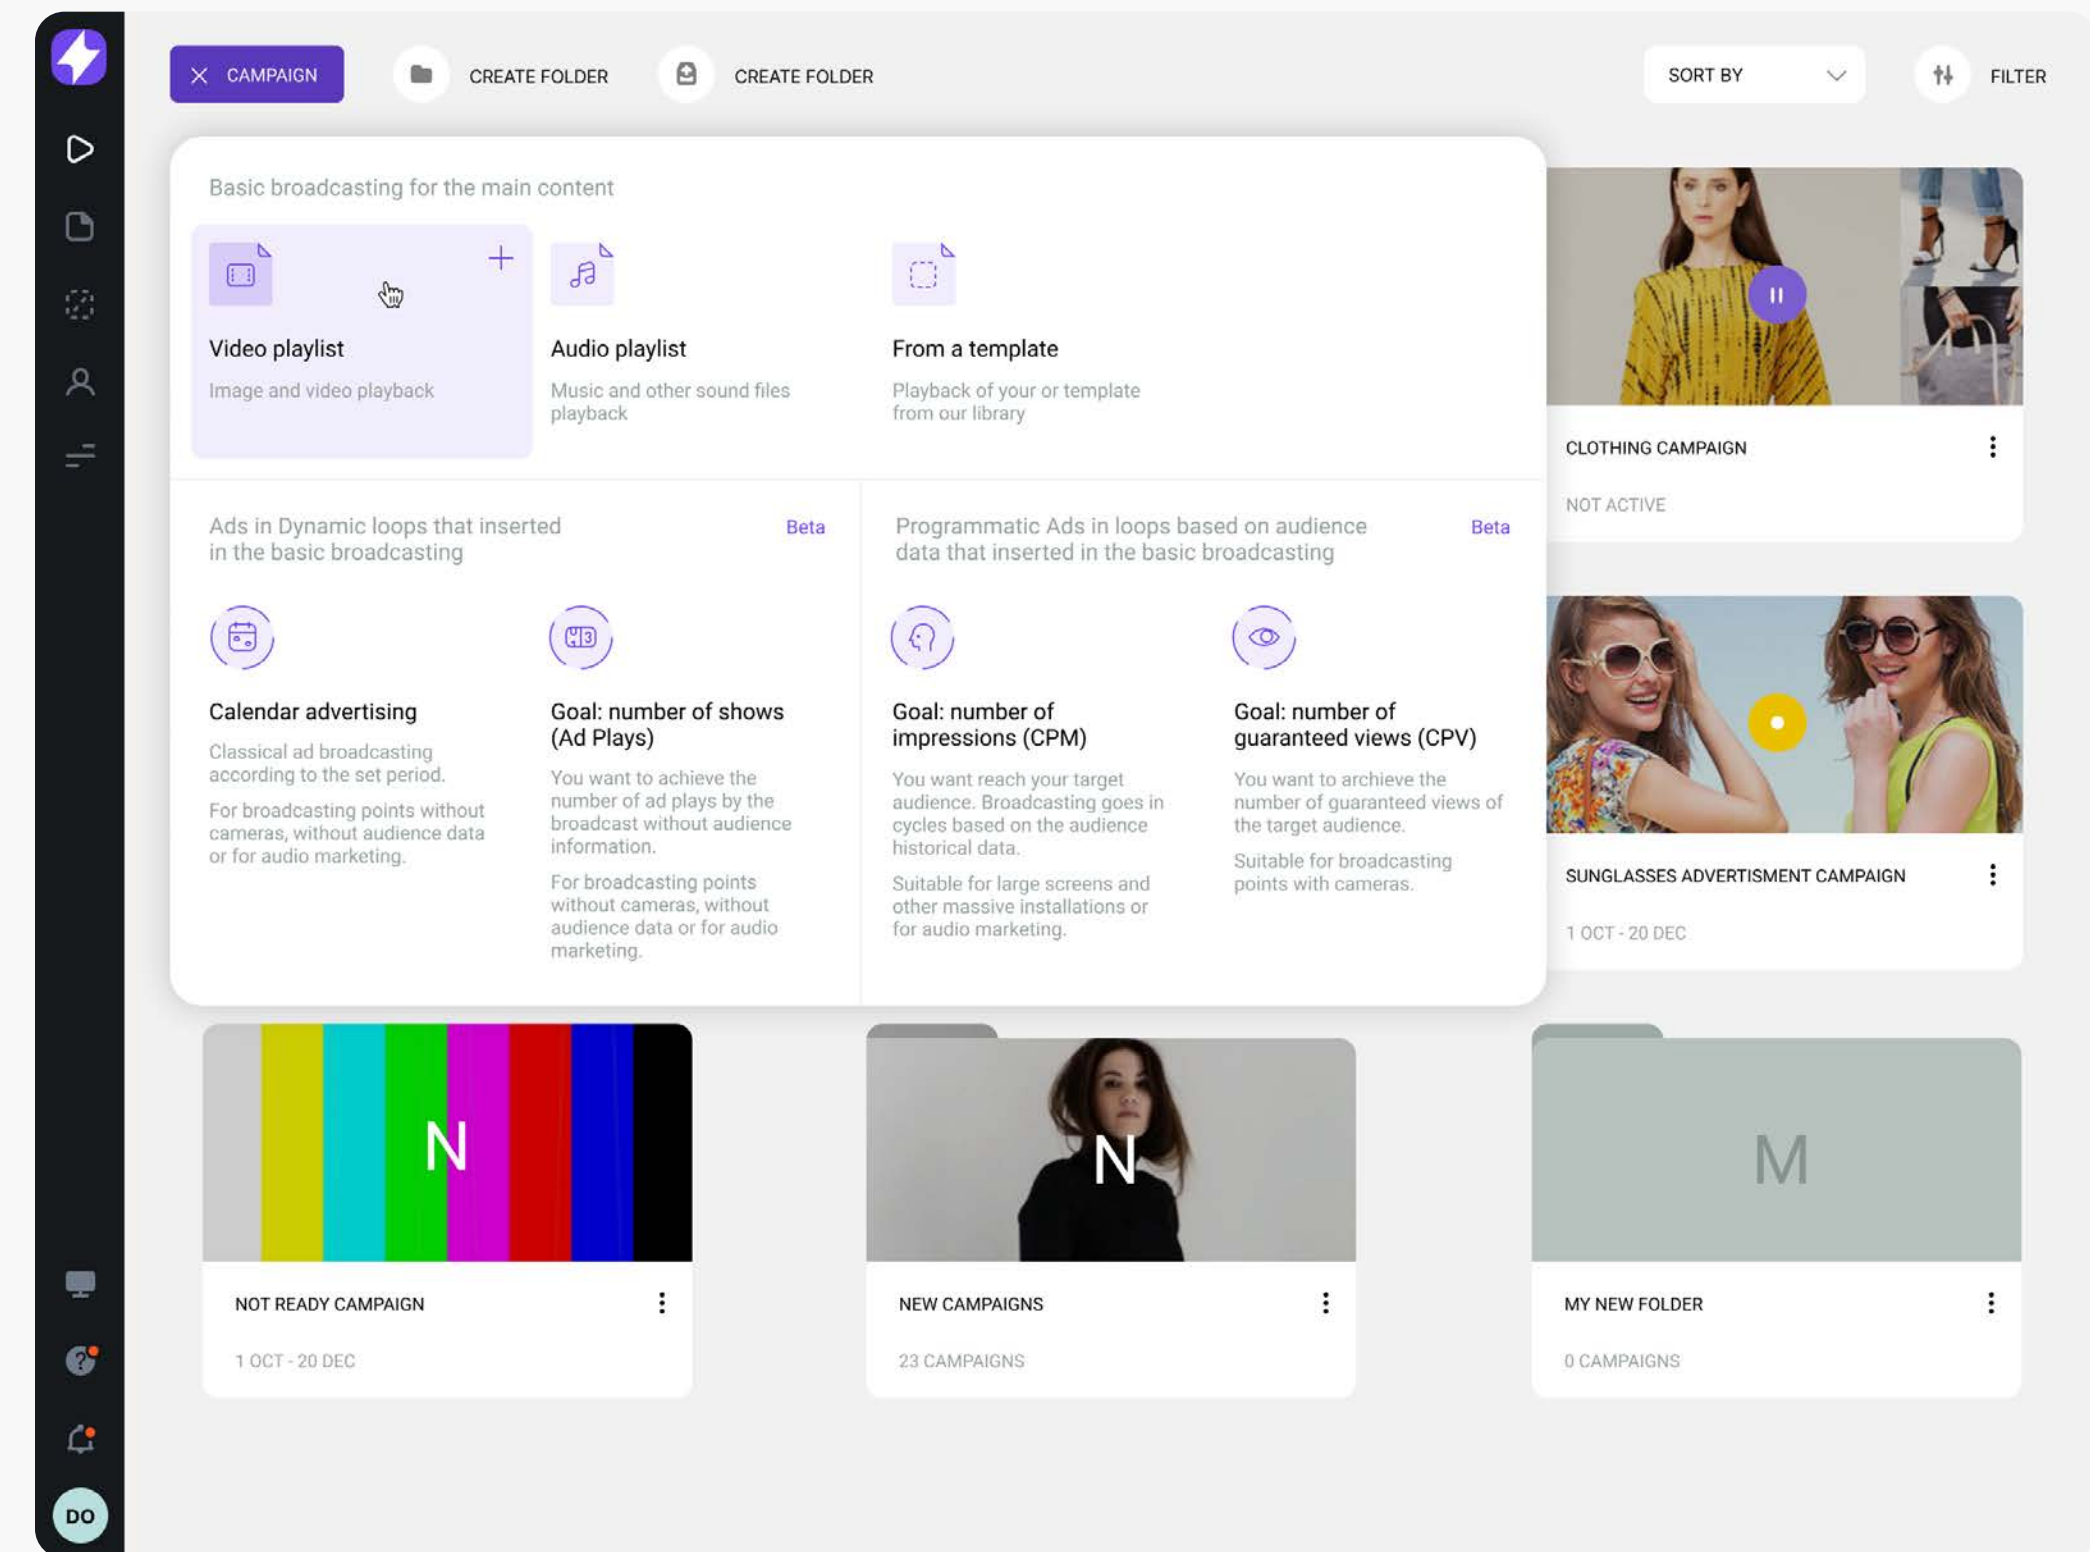 CAMPAIGN
CREATE FOLDER
CREATE FOLDER
SORT BY
FILTER
Basic broadcasting for the main content
Video playlist
Image and video playback
Audio playlist
Music and other sound files
playback
From a template
Playback of your or template
from our library
CLOTHING CAMPAIGN
NOT ACTIVE
Ads in Dynamic loops that inserted
in the basic broadcasting
Beta
Calendar advertising
Classical ad broadcasting
according to the set period.
For broadcasting points without
cameras, without audience data
or for audio marketing.
Goal: number of shows
(Ad Plays)
You want to achieve the
number of ad plays by the
broadcast without audience
information.
For broadcasting points
without cameras, without
audience data or for audio
marketing.
Programmatic Ads in loops based on audience
data that inserted in the basic broadcasting
Beta
Goal: number of
impressions (CPM)
You want reach your target
audience. Broadcasting goes in
cycles based on the audience
historical data.
Suitable for large screens and
other massive installations or
for audio marketing.
Goal: number of
guaranteed views (CPV)
You want to archieve the
number of guaranteed views of
the target audience.
Suitable for broadcasting
points with cameras.
SUNGLASSES ADVERTISMENT CAMPAIGN
1 OCT - 20 DEC
N
NOT READY CAMPAIGN
1 OCT - 20 DEC
N
NEW CAMPAIGNS
23 CAMPAIGNS
M
MY NEW FOLDER
0 CAMPAIGNS
?
DO